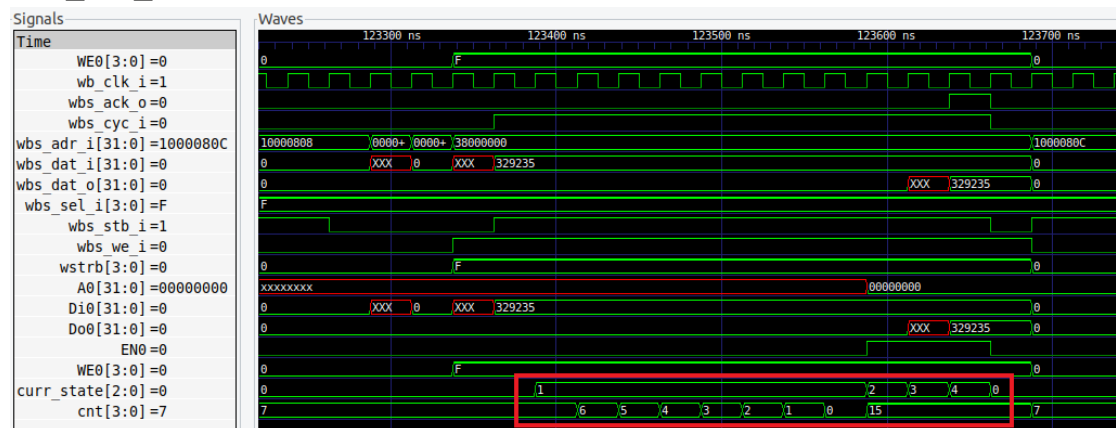 Signals Waves
Time 123300 ns 123400 ns 123500 ns 123600 ns 123700 ns
WE0[3:0]=0 0 F 0
wb_clk_i=1
wbs_ack_o=0
wbs_cyc_i=0
wbs_adr_i[31:0]=1000080C 10000808 0000+ 0000+ 38000000 1000080C
wbs_dat_i[31:0]=0 0 XXX 0 XXX 329235 0
wbs_dat_o[31:0]=0 0 XXX 329235 0
wbs_sel_i[3:0]=F F
wbs_stb_i=1
wbs_we_i=0
wstrb[3:0]=0 0 F 0
A0[31:0]=00000000 xxxxxxxx 00000000
Di0[31:0]=0 0 XXX 0 XXX 329235 0
Do0[31:0]=0 0 XXX 329235 0
EN0=0
WE0[3:0]=0 0 F 0
curr_state[2:0]=0 0 1 2 3 4 0
cnt[3:0]=7 7 6 5 4 3 2 1 0 15 7